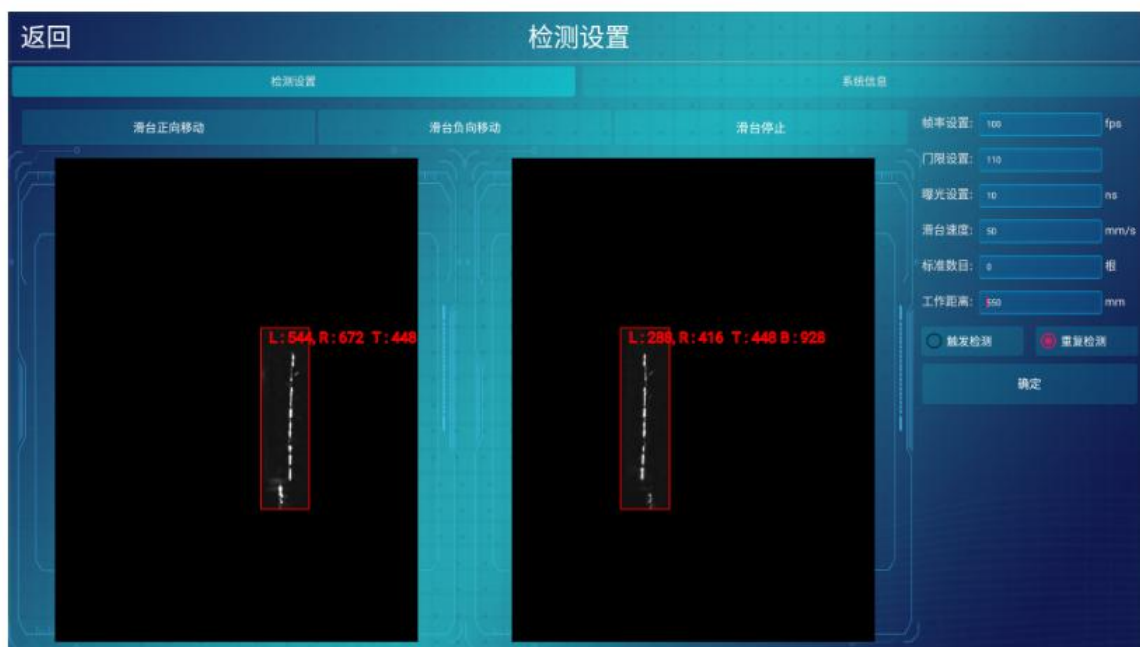 返回
检测设置
检测设置
系统信息
滑台正向移动
滑台负向移动
滑台停止
帧率设置: 100 fps
门限设置: 110
曝光设置: 10 ns
滑台速度: 50 mm/s
标准数目: 0 根
工作距离: 550 mm
触发检测
重复检测
确定
L:544, R:672 T:448
L:288, R:416 T:448 B:928